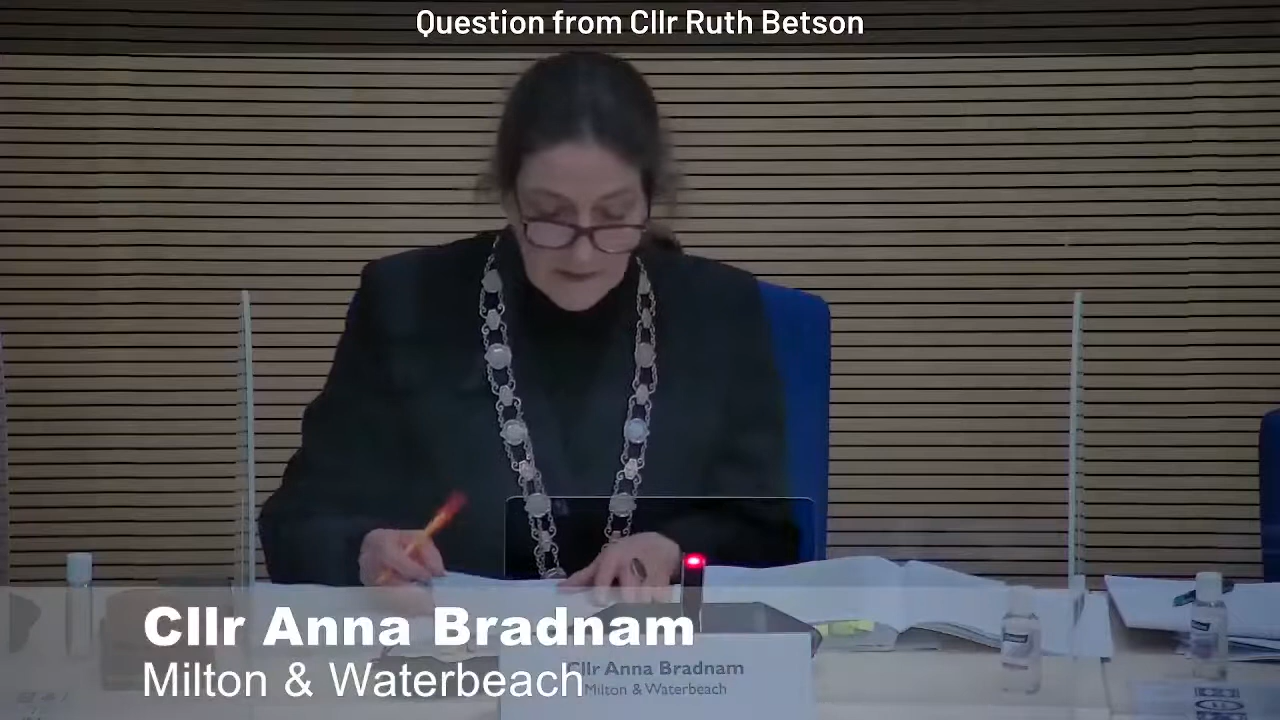 Question from Cllr Ruth Betson
Cllr Anna Bradnam
Milton & Waterbeach
Cllr Anna Bradnam
Milton & Waterbeach